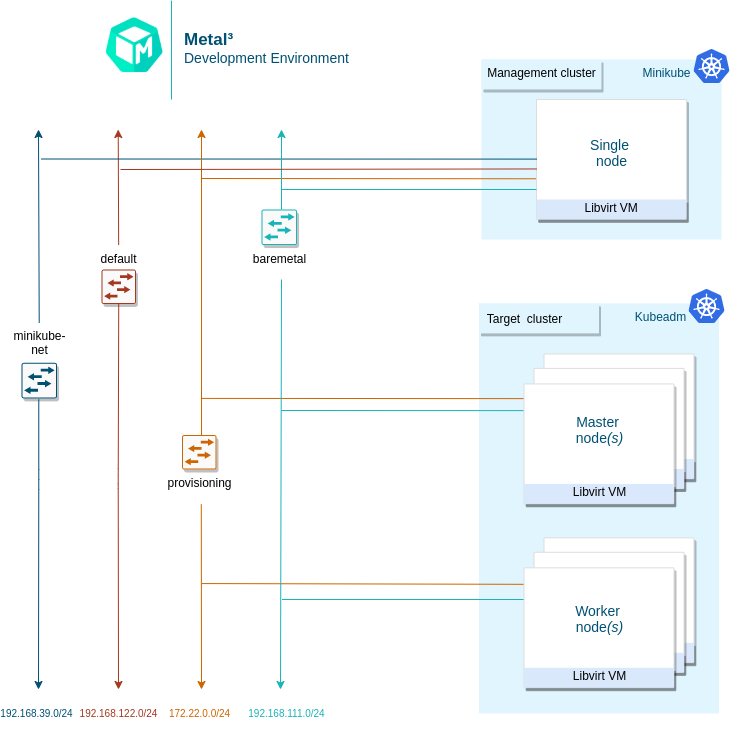 Metal³
Development Environment
Management cluster
Minikube
Single
node
Libvirt VM
default
baremetal
minikube-
net
Target cluster
Kubeadm
Master
node(s)
Libvirt VM
provisioning
Worker
node(s)
Libvirt VM
192.168.39.0/24
192.168.122.0/24
172.22.0.0/24
192.168.111.0/24